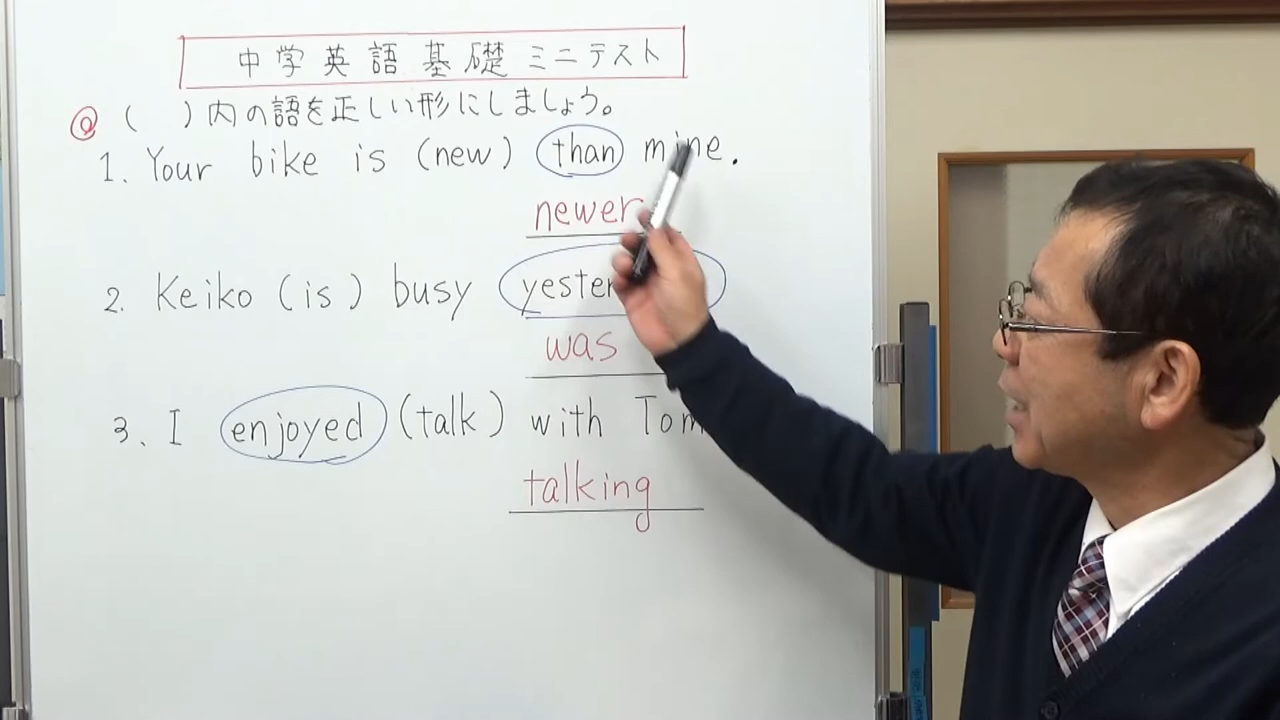 中学英語基礎ミニテスト
@ (　)内の語を正しい形にしましょう。
1. Your bike is (new) than mine.
newer
2. Keiko (is) busy
was
3. I enjoyed (talk) with Tom
talking